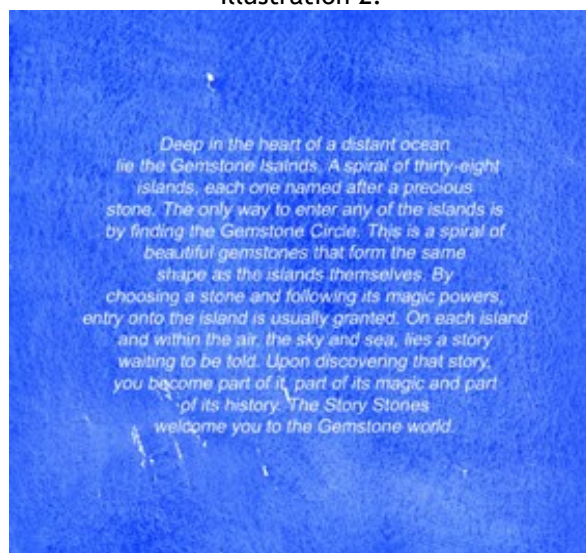 Illustration 2:
Deep in the heart of a distant ocean
lie the Gemstone Isalnds. A spiral of thirty-eight
islands, each one named after a precious
stone. The only way to enter any of the islands is
by finding the Gemstone Circle. This is a spiral of
beautiful gemstones that form the same
shape as the islands themselves. By
choosing a stone and following its magic powers,
entry onto the island is usually granted. On each island
and within the air, the sky and sea, lies a story
waiting to be told. Upon discovering that story,
you become part of it, part of its magic and part
of its history. The Story Stones
welcome you to the Gemstone world.